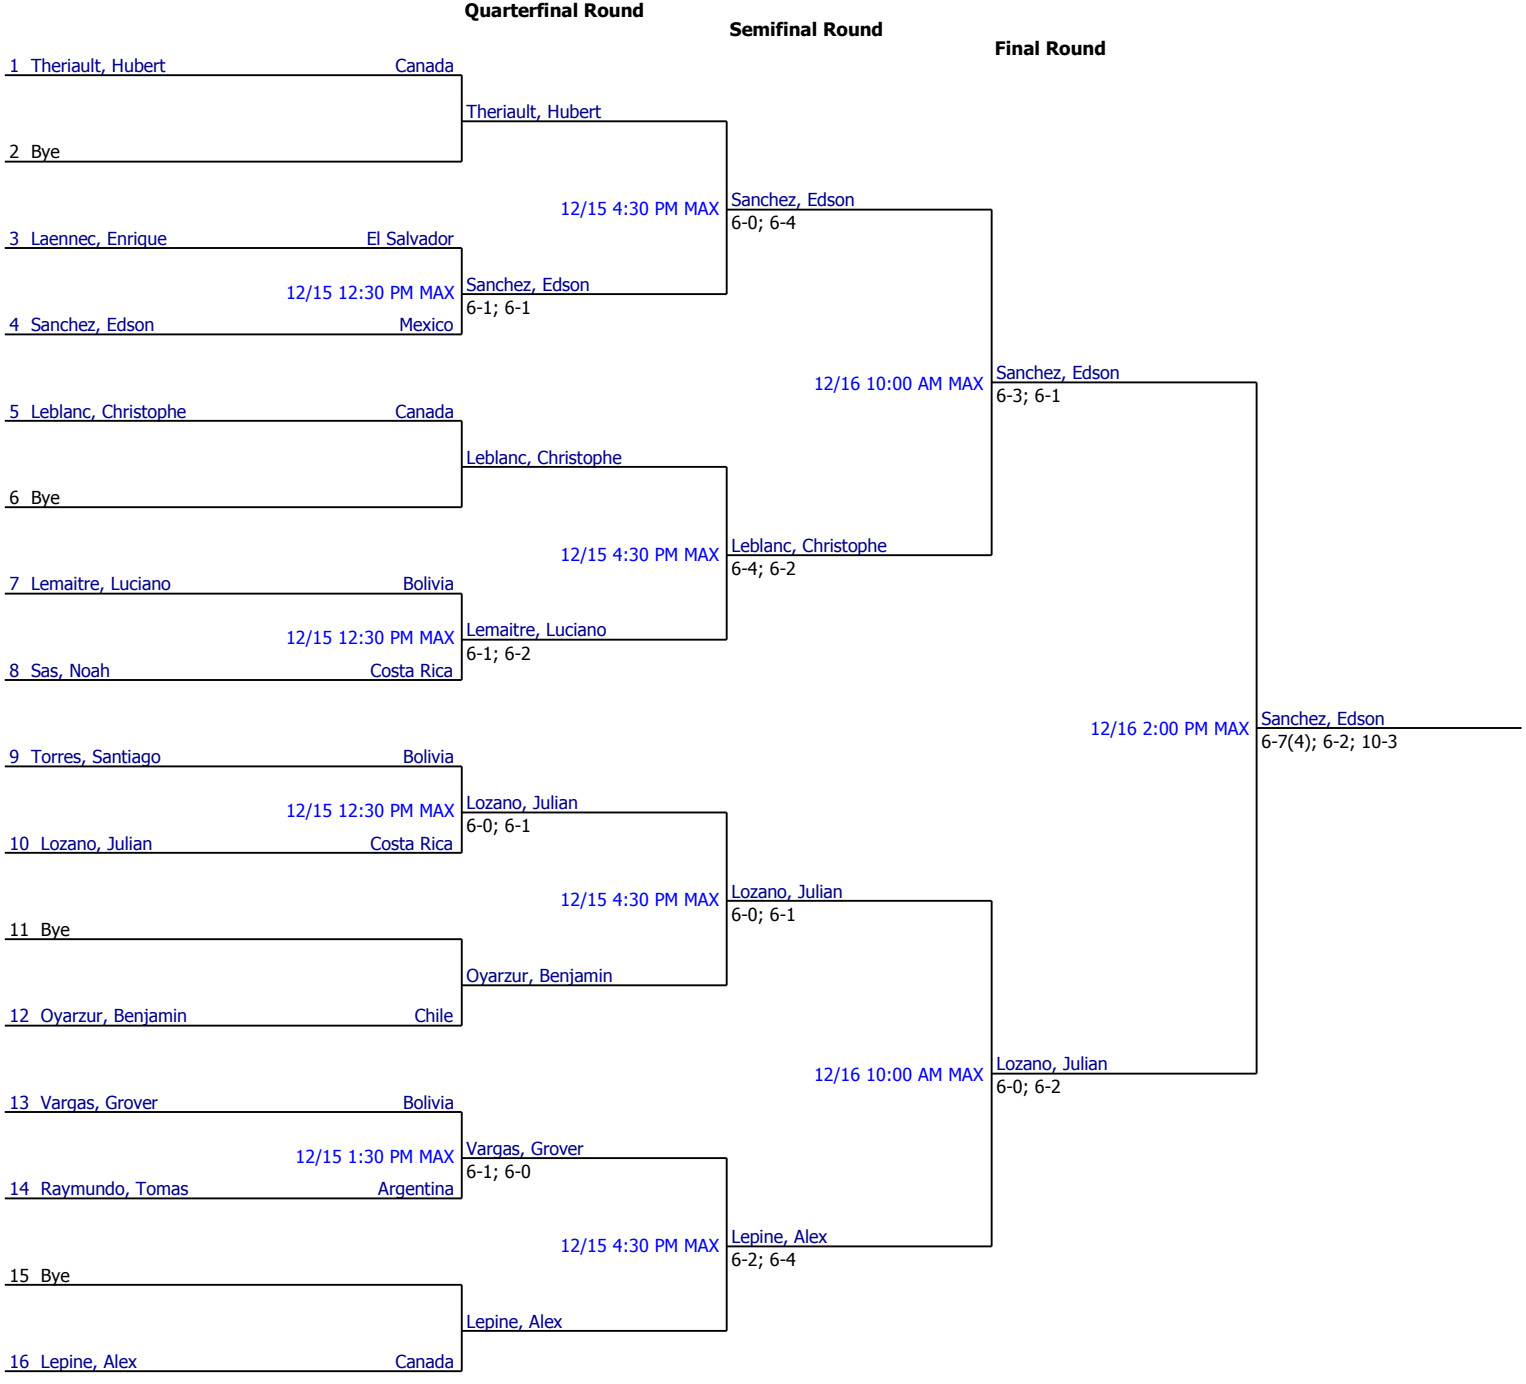 Quarterfinal Round
Semifinal Round
Final Round
1 Theriault, Hubert Canada
Theriault, Hubert
2 Bye
12/15 4:30 PM MAX Sanchez, Edson
6-0; 6-4
3 Laennec, Enrique El Salvador
12/15 12:30 PM MAX Sanchez, Edson
6-1; 6-1
4 Sanchez, Edson Mexico
12/16 10:00 AM MAX Sanchez, Edson
6-3; 6-1
5 Leblanc, Christophe Canada
Leblanc, Christophe
6 Bye
12/15 4:30 PM MAX Leblanc, Christophe
6-4; 6-2
7 Lemaitre, Luciano Bolivia
12/15 12:30 PM MAX Lemaitre, Luciano
6-1; 6-2
8 Sas, Noah Costa Rica
12/16 2:00 PM MAX Sanchez, Edson
6-7(4); 6-2; 10-3
9 Torres, Santiago Bolivia
12/15 12:30 PM MAX Lozano, Julian
6-0; 6-1
10 Lozano, Julian Costa Rica
12/15 4:30 PM MAX Lozano, Julian
6-0; 6-1
11 Bye
Oyarzur, Benjamin
12 Oyarzur, Benjamin Chile
12/16 10:00 AM MAX Lozano, Julian
6-0; 6-2
13 Vargas, Grover Bolivia
12/15 1:30 PM MAX Vargas, Grover
6-1; 6-0
14 Raymundo, Tomas Argentina
12/15 4:30 PM MAX Lepine, Alex
6-2; 6-4
15 Bye
Lepine, Alex
16 Lepine, Alex Canada